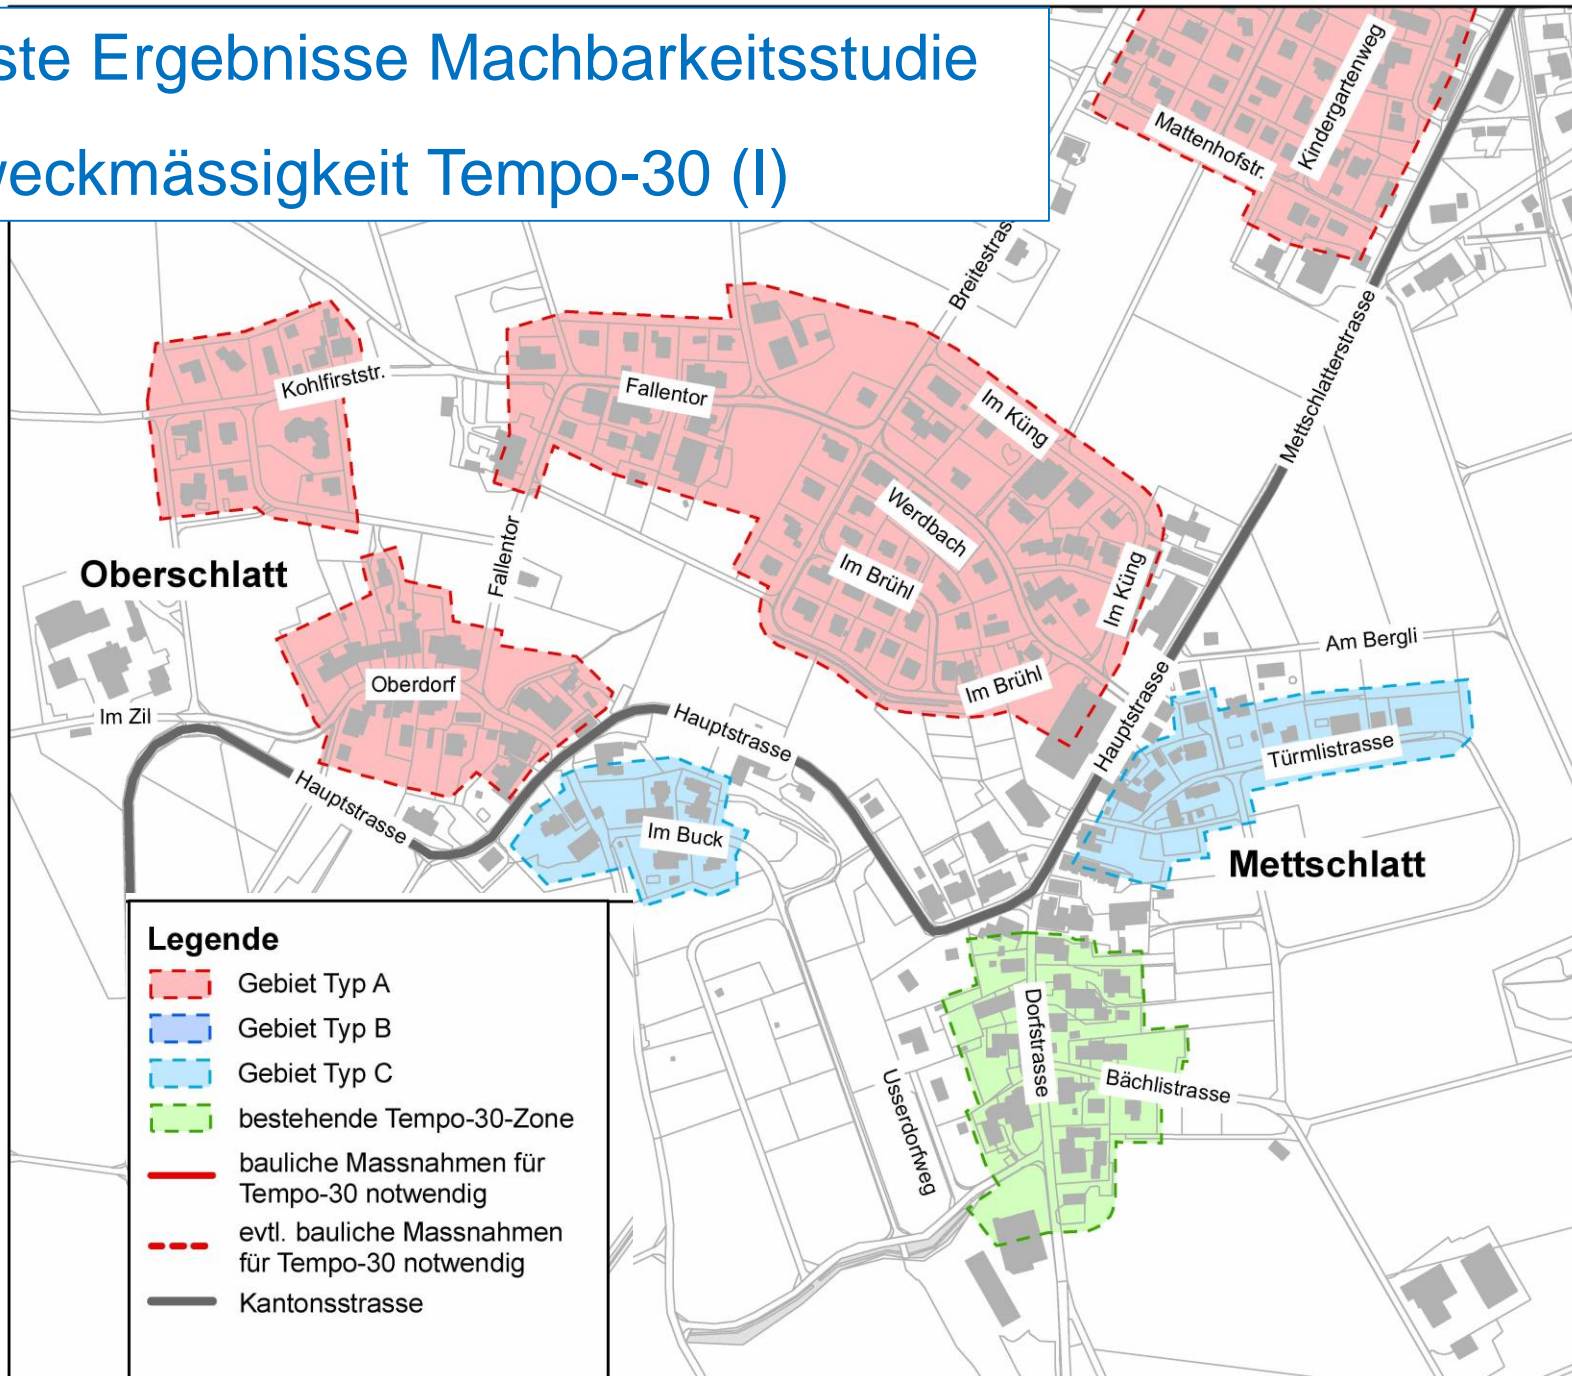 ste Ergebnisse Machbarkeitsstudie
weckmässigkeit Tempo-30 (I)
Kindergartenweg
Mattenhofstr.
Breitestrass
Mettschlatterstrasse
Kohlfirststr.
Fallentor
Im Küng
Werdbach
Fallentor
Im Brühl
Im Küng
Oberschlatt
Am Bergli
Oberdorf
Im Brühl
Im Zil
Hauptstrasse
Hauptstrasse
Türmlistrasse
Hauptstrasse
Im Buck
Mettschlatt
Dorfstrasse
Bächlistrasse
Usserdorfweg
Legende
Gebiet Typ A
Gebiet Typ B
Gebiet Typ C
bestehende Tempo-30-Zone
bauliche Massnahmen für
Tempo-30 notwendig
evtl. bauliche Massnahmen
für Tempo-30 notwendig
Kantonsstrasse